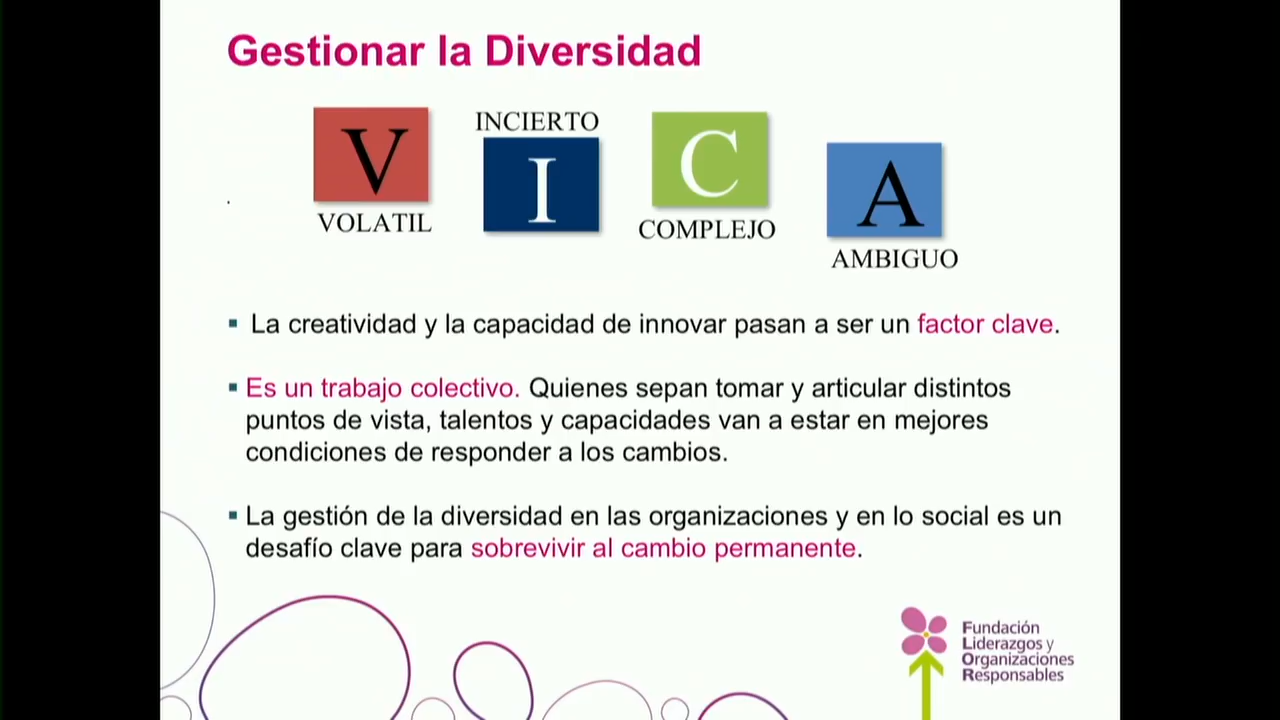 Gestionar la Diversidad
V
VOLATIL
INCIERTO
I
C
COMPLEJO
A
AMBIGUO
.
▪ La creatividad y la capacidad de innovar pasan a ser un factor clave.
▪ Es un trabajo colectivo. Quienes sepan tomar y articular distintos
puntos de vista, talentos y capacidades van a estar en mejores
condiciones de responder a los cambios.
▪ La gestión de la diversidad en las organizaciones y en lo social es un
desafío clave para sobrevivir al cambio permanente.
Fundación
Liderazgos y
Organizaciones
Responsables